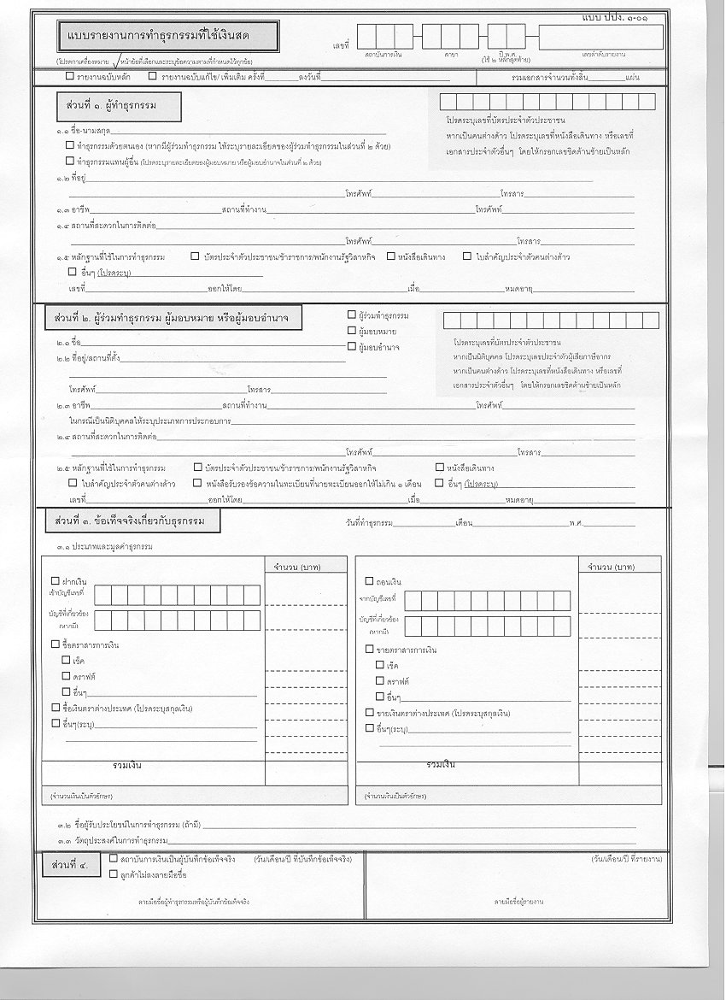 แบบ ปปง. ๑-๐๑
แบบรายงานการทำธุรกรรมที่ใช้เงินสด
เลขที่
สถาบันการเงิน สาขา ปี พ.ศ. เลขลำดับรายงาน
(ใช้ ๒ หลักสุดท้าย)
(โปรดกาเครื่องหมาย √ หน้าข้อที่เลือกและระบุข้อความตามที่กำหนดไว้ทุกข้อ)
รายงานฉบับหลัก รายงานฉบับแก้ไข/เพิ่มเติม ครั้งที่ ลงวันที่ รวมเอกสารจำนวนทั้งสิ้น แผ่น
ส่วนที่ ๑. ผู้ทำธุรกรรม
โปรดระบุเลขที่บัตรประจำตัวประชาชน
หากเป็นคนต่างด้าว โปรดระบุเลขที่หนังสือเดินทาง หรือเลขที่
เอกสารประจำตัวอื่นๆ โดยให้กรอกเลขชิดด้านซ้ายเป็นหลัก
๑.๑ ชื่อ-นามสกุล
ทำธุรกรรมด้วยตนเอง (หากมีผู้ร่วมทำธุรกรรม ให้ระบุรายละเอียดของผู้ร่วมทำธุรกรรมในส่วนที่ ๒ ด้วย)
ทำธุรกรรมแทนผู้อื่น (โปรดระบุรายละเอียดของผู้มอบหมาย หรือผู้มอบอำนาจในส่วนที่ ๒ ด้วย)
๑.๒ ที่อยู่
โทรศัพท์ โทรสาร
๑.๓ อาชีพ สถานที่ทำงาน โทรศัพท์
๑.๔ สถานที่สะดวกในการติดต่อ
โทรศัพท์ โทรสาร
๑.๕ หลักฐานที่ใช้ในการทำธุรกรรม บัตรประจำตัวประชาชน/ข้าราชการ/พนักงานรัฐวิสาหกิจ หนังสือเดินทาง ใบสำคัญประจำตัวคนต่างด้าว
อื่นๆ (โปรดระบุ)
เลขที่ ออกให้โดย เมื่อ หมดอายุ
ส่วนที่ ๒. ผู้ร่วมทำธุรกรรม ผู้มอบหมาย หรือผู้มอบอำนาจ
ผู้ร่วมทำธุรกรรม
ผู้มอบหมาย
ผู้มอบอำนาจ
โปรดระบุเลขที่บัตรประจำตัวประชาชน
หากเป็นนิติบุคคล โปรดระบุเลขประจำตัวผู้เสียภาษีอากร
หากเป็นคนต่างด้าว โปรดระบุเลขที่หนังสือเดินทาง หรือเลขที่
เอกสารประจำตัวอื่นๆ โดยให้กรอกเลขชิดด้านซ้ายเป็นหลัก
๒.๑ ชื่อ
๒.๒ ที่อยู่/สถานที่ตั้ง
โทรศัพท์ โทรสาร
๒.๓ อาชีพ สถานที่ทำงาน โทรศัพท์
ในกรณีเป็นนิติบุคคลให้ระบุประเภทการประกอบการ
๒.๔ สถานที่สะดวกในการติดต่อ
โทรศัพท์ โทรสาร
๒.๕ หลักฐานที่ใช้ในการทำธุรกรรม บัตรประจำตัวประชาชน/ข้าราชการ/พนักงานรัฐวิสาหกิจ หนังสือเดินทาง
ใบสำคัญประจำตัวคนต่างด้าว หนังสือรับรองข้อความในทะเบียนที่นายทะเบียนออกให้ไม่เกิน ๑ เดือน อื่นๆ (โปรดระบุ)
เลขที่ ออกให้โดย เมื่อ หมดอายุ
ส่วนที่ ๓. ข้อเท็จจริงเกี่ยวกับธุรกรรม
วันที่ทำธุรกรรม เดือน พ.ศ.
๓.๑ ประเภทและมูลค่าธุรกรรม
จำนวน (บาท)
ฝากเงิน
เข้าบัญชีเลขที่
บัญชีที่เกี่ยวข้อง
(หากมี)
ซื้อตราสารการเงิน
เช็ค
ดราฟต์
อื่นๆ
ซื้อเงินตราต่างประเทศ (โปรดระบุสกุลเงิน)
อื่นๆ(ระบุ)
รวมเงิน
(จำนวนเงินเป็นตัวอักษร)
จำนวน (บาท)
ถอนเงิน
จากบัญชีเลขที่
บัญชีที่เกี่ยวข้อง
(หากมี)
ขายตราสารการเงิน
เช็ค
ดราฟต์
อื่นๆ
ขายเงินตราต่างประเทศ (โปรดระบุสกุลเงิน)
อื่นๆ(ระบุ)
รวมเงิน
(จำนวนเงินเป็นตัวอักษร)
๓.๒ ชื่อผู้รับประโยชน์ในการทำธุรกรรม (ถ้ามี)
๓.๓ วัตถุประสงค์ในการทำธุรกรรม
ส่วนที่ ๔.
สถาบันการเงินเป็นผู้บันทึกข้อเท็จจริง (วัน/เดือน/ปี ที่บันทึกข้อเท็จจริง)
ลูกค้าไม่ลงลายมือชื่อ
ลายมือชื่อผู้ทำธุรกรรมหรือผู้บันทึกข้อเท็จจริง
(วัน/เดือน/ปี ที่รายงาน)
ลายมือชื่อผู้รายงาน